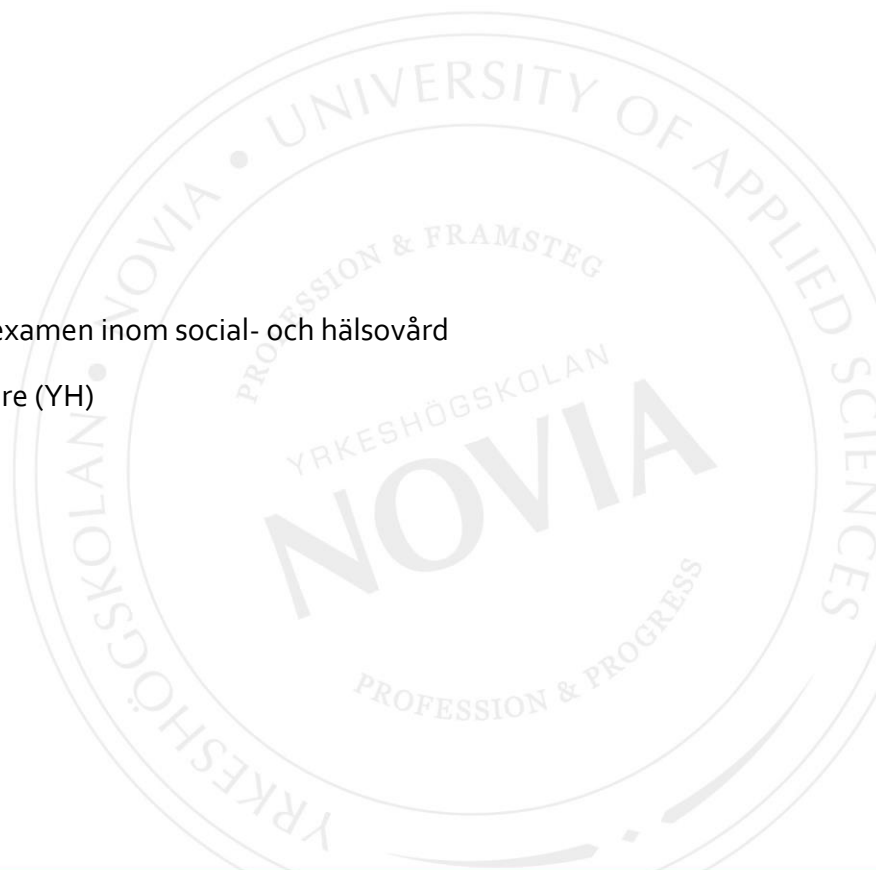 examen inom social- och hälsovård
re (YH)
YRKESHÖGSKOLAN • NOVIA • UNIVERSITY OF APPLIED SCIENCES
PROFESSION & FRAMSTEG
YRKESHÖGSKOLAN
NOVIA
PROFESSION & PROGRESS